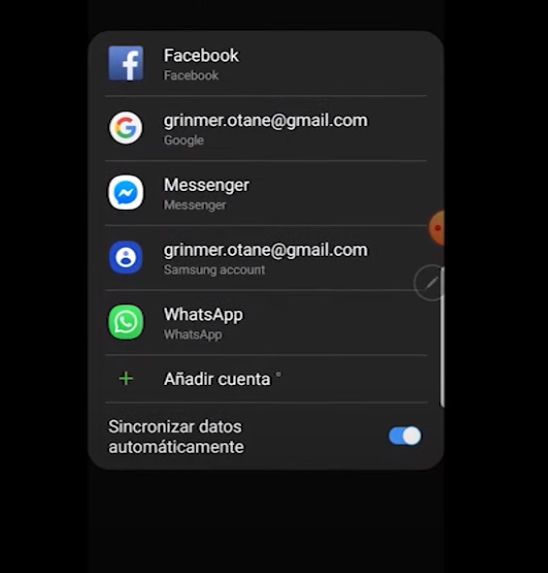 Facebook
Facebook
grinmer.otane@gmail.com
Google
Messenger
Messenger
grinmer.otane@gmail.com
Samsung account
WhatsApp
WhatsApp
Añadir cuenta
Sincronizar datos
automáticamente